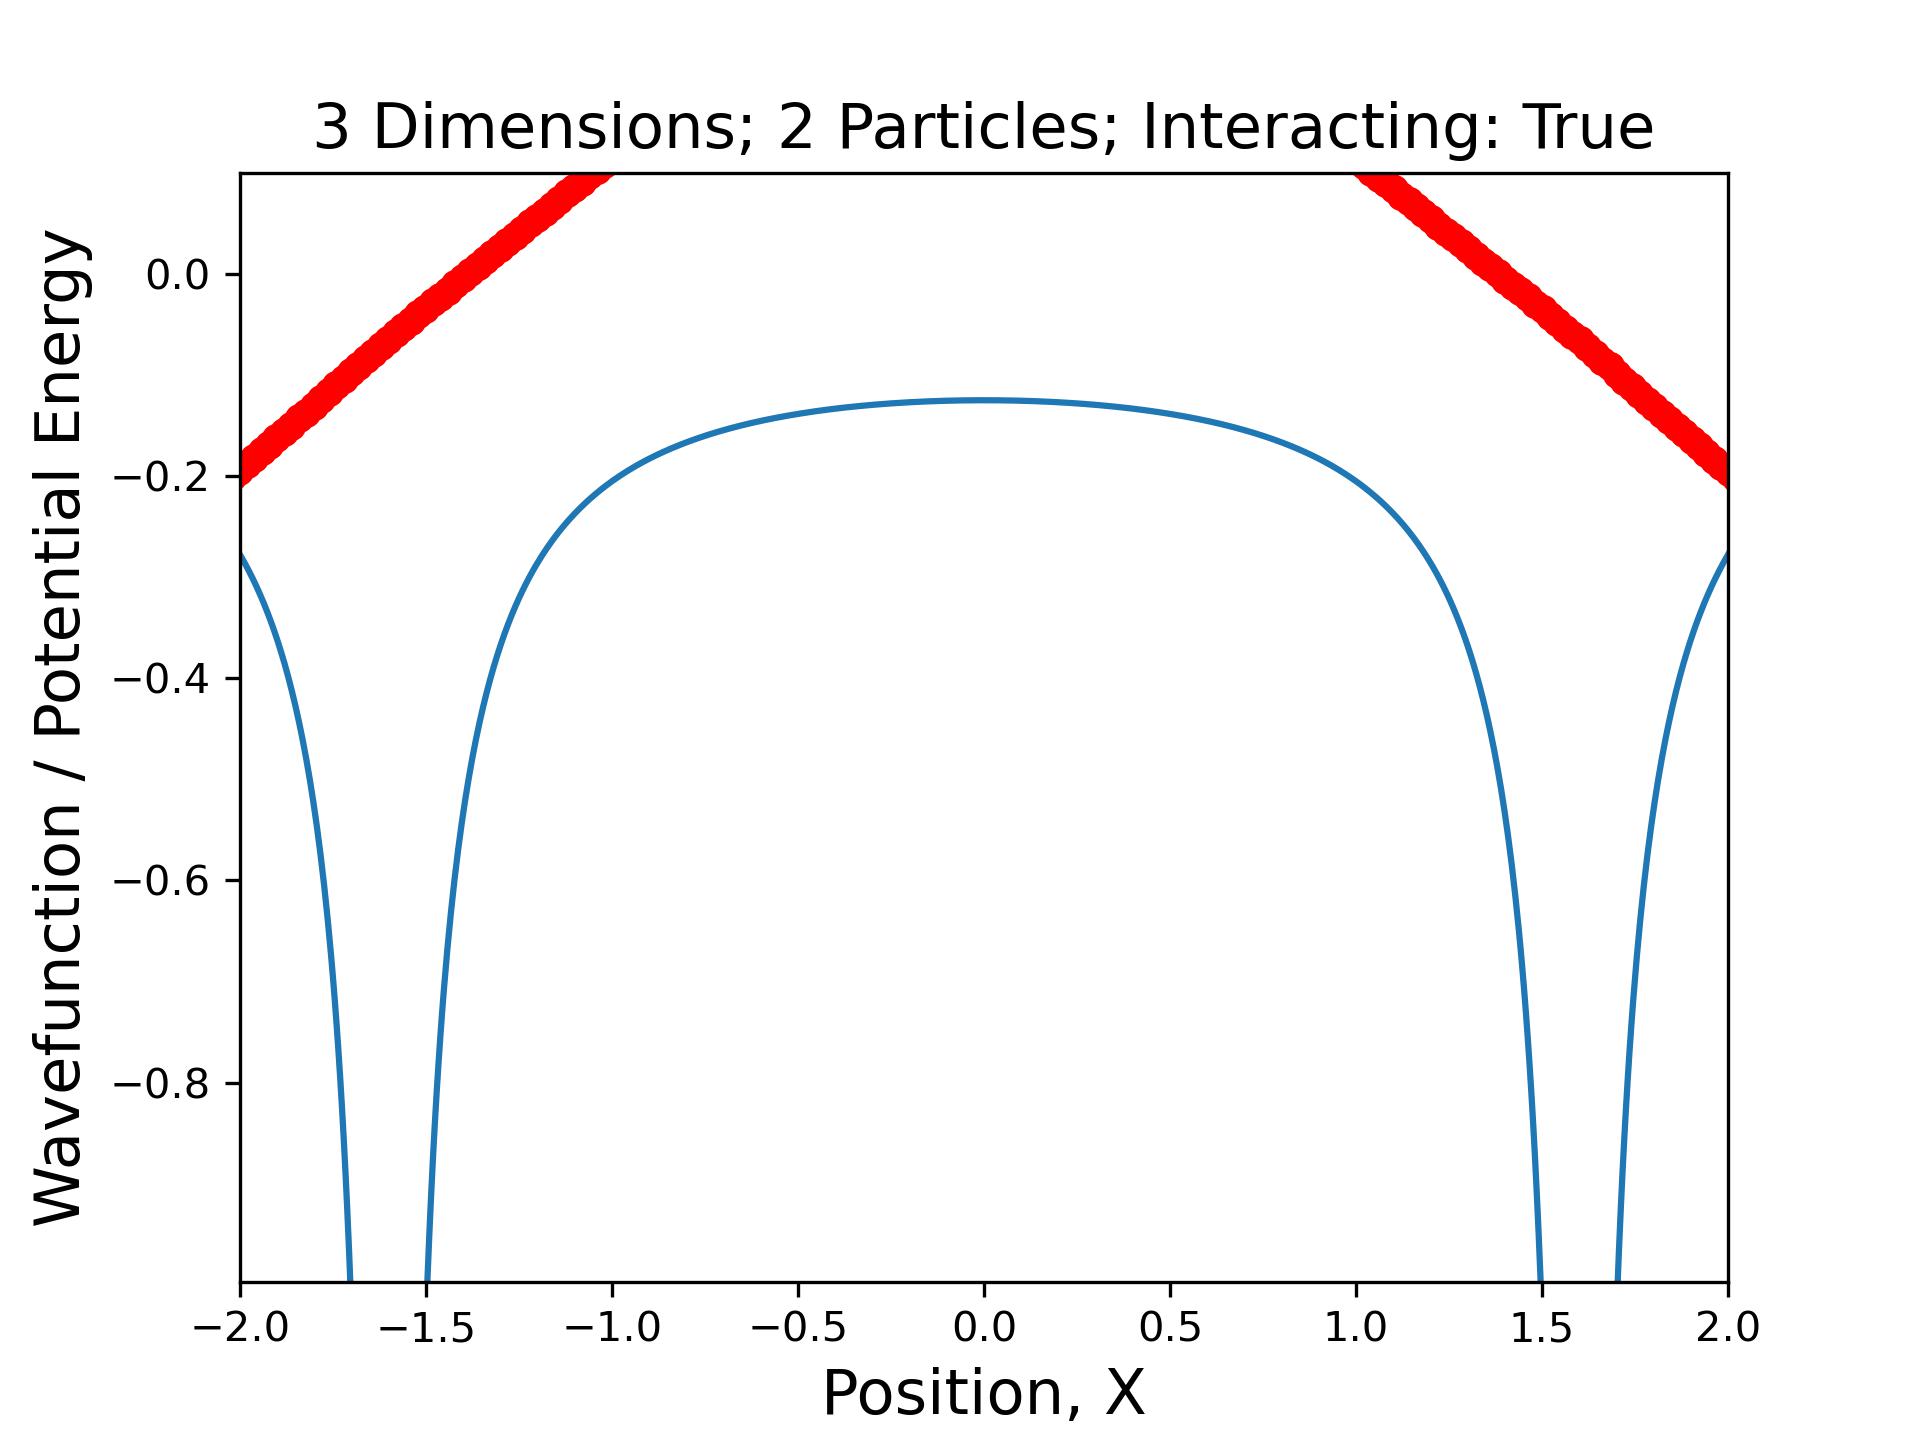 3 Dimensions; 2 Particles; Interacting: True
Wavefunction / Potential Energy
0.0
−0.2
−0.4
−0.6
−0.8
−2.0 −1.5 −1.0 −0.5 0.0 0.5 1.0 1.5 2.0
Position, X